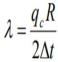 λ = q_c R / 2Δt